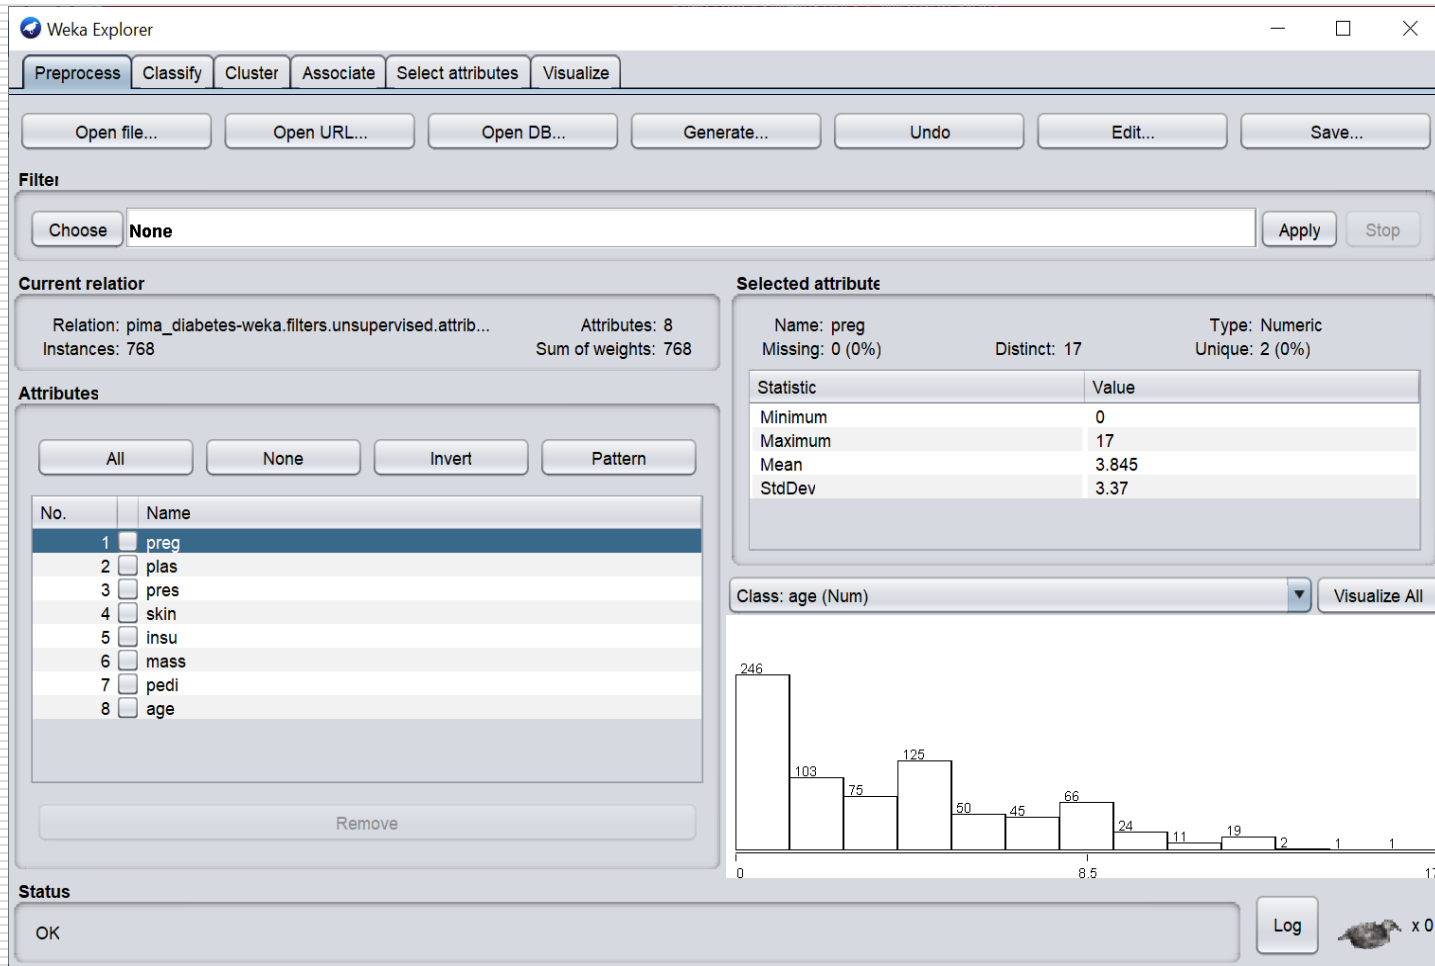 Weka Explorer
Preprocess Classify Cluster Associate Select attributes Visualize
Open file... Open URL... Open DB... Generate... Undo Edit... Save...
Filter
Choose None Apply Stop
Current relation
Relation: pima_diabetes-weka.filters.unsupervised.attrib... Attributes: 8
Instances: 768 Sum of weights: 768
Attributes
All None Invert Pattern
No. Name
1 preg
2 plas
3 pres
4 skin
5 insu
6 mass
7 pedi
8 age
Remove
Selected attribute
Name: preg Type: Numeric
Missing: 0 (0%) Distinct: 17 Unique: 2 (0%)
Statistic Value
Minimum 0
Maximum 17
Mean 3.845
StdDev 3.37
Class: age (Num) Visualize All
246
103
75
125
50
45
66
24
11
19
2
1
1
0 8.5 17
Status
OK
Log x 0